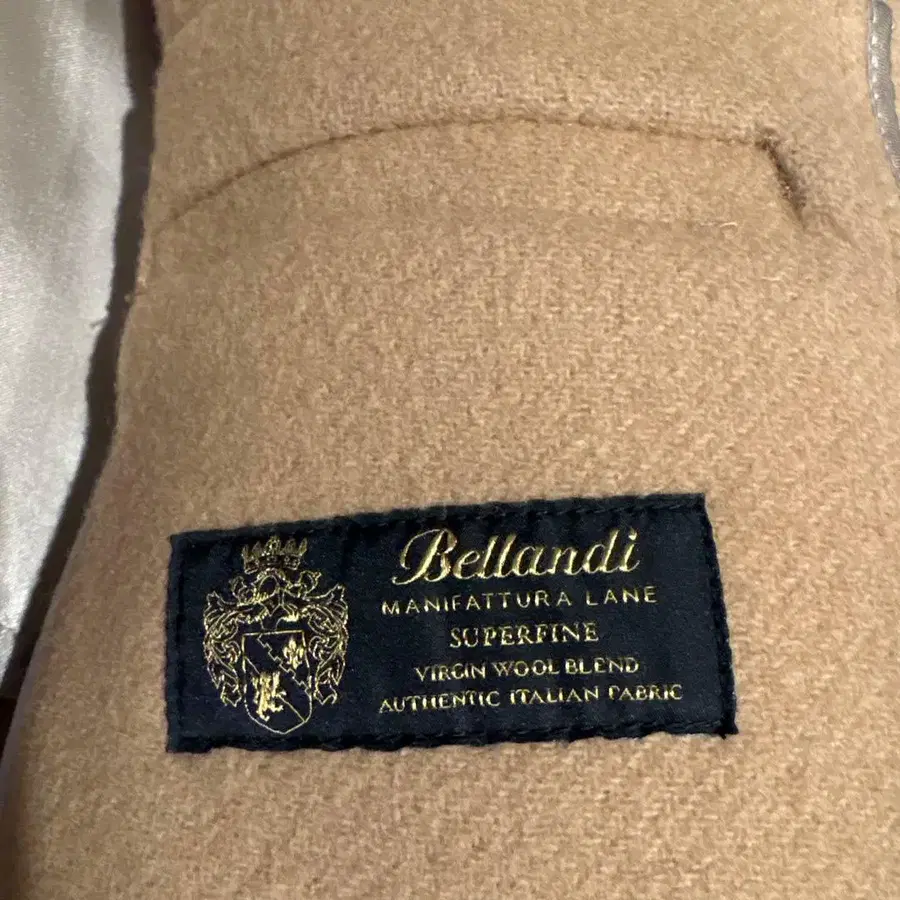 Bellandi
MANIFATTURA LANE
SUPERFINE
VIRGIN WOOL BLEND
AUTHENTIC ITALIAN FABRIC